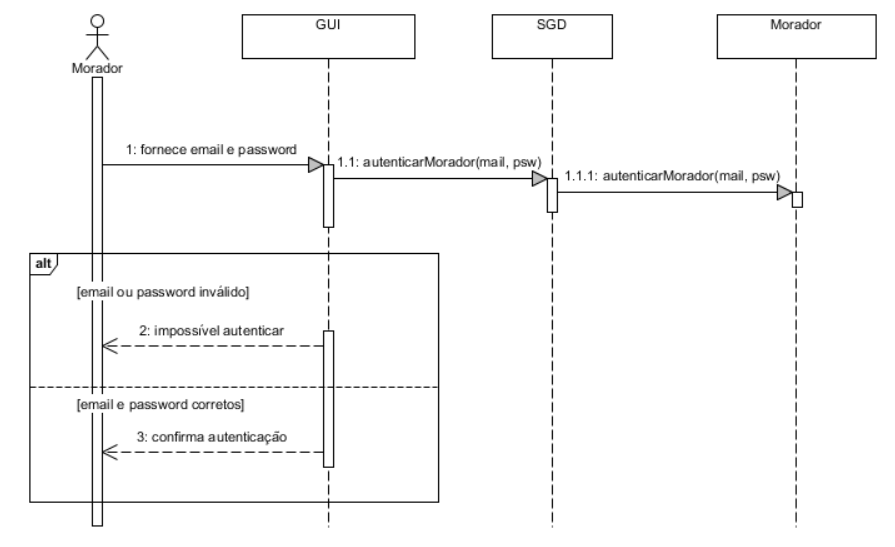 GUI
SGD
Morador
Morador
1: fornece email e password
1.1: autenticarMorador(mail, psw)
1.1.1: autenticarMorador(mail, psw)
alt
[email ou password inválido]
2: impossível autenticar
[email e password corretos]
3: confirma autenticação